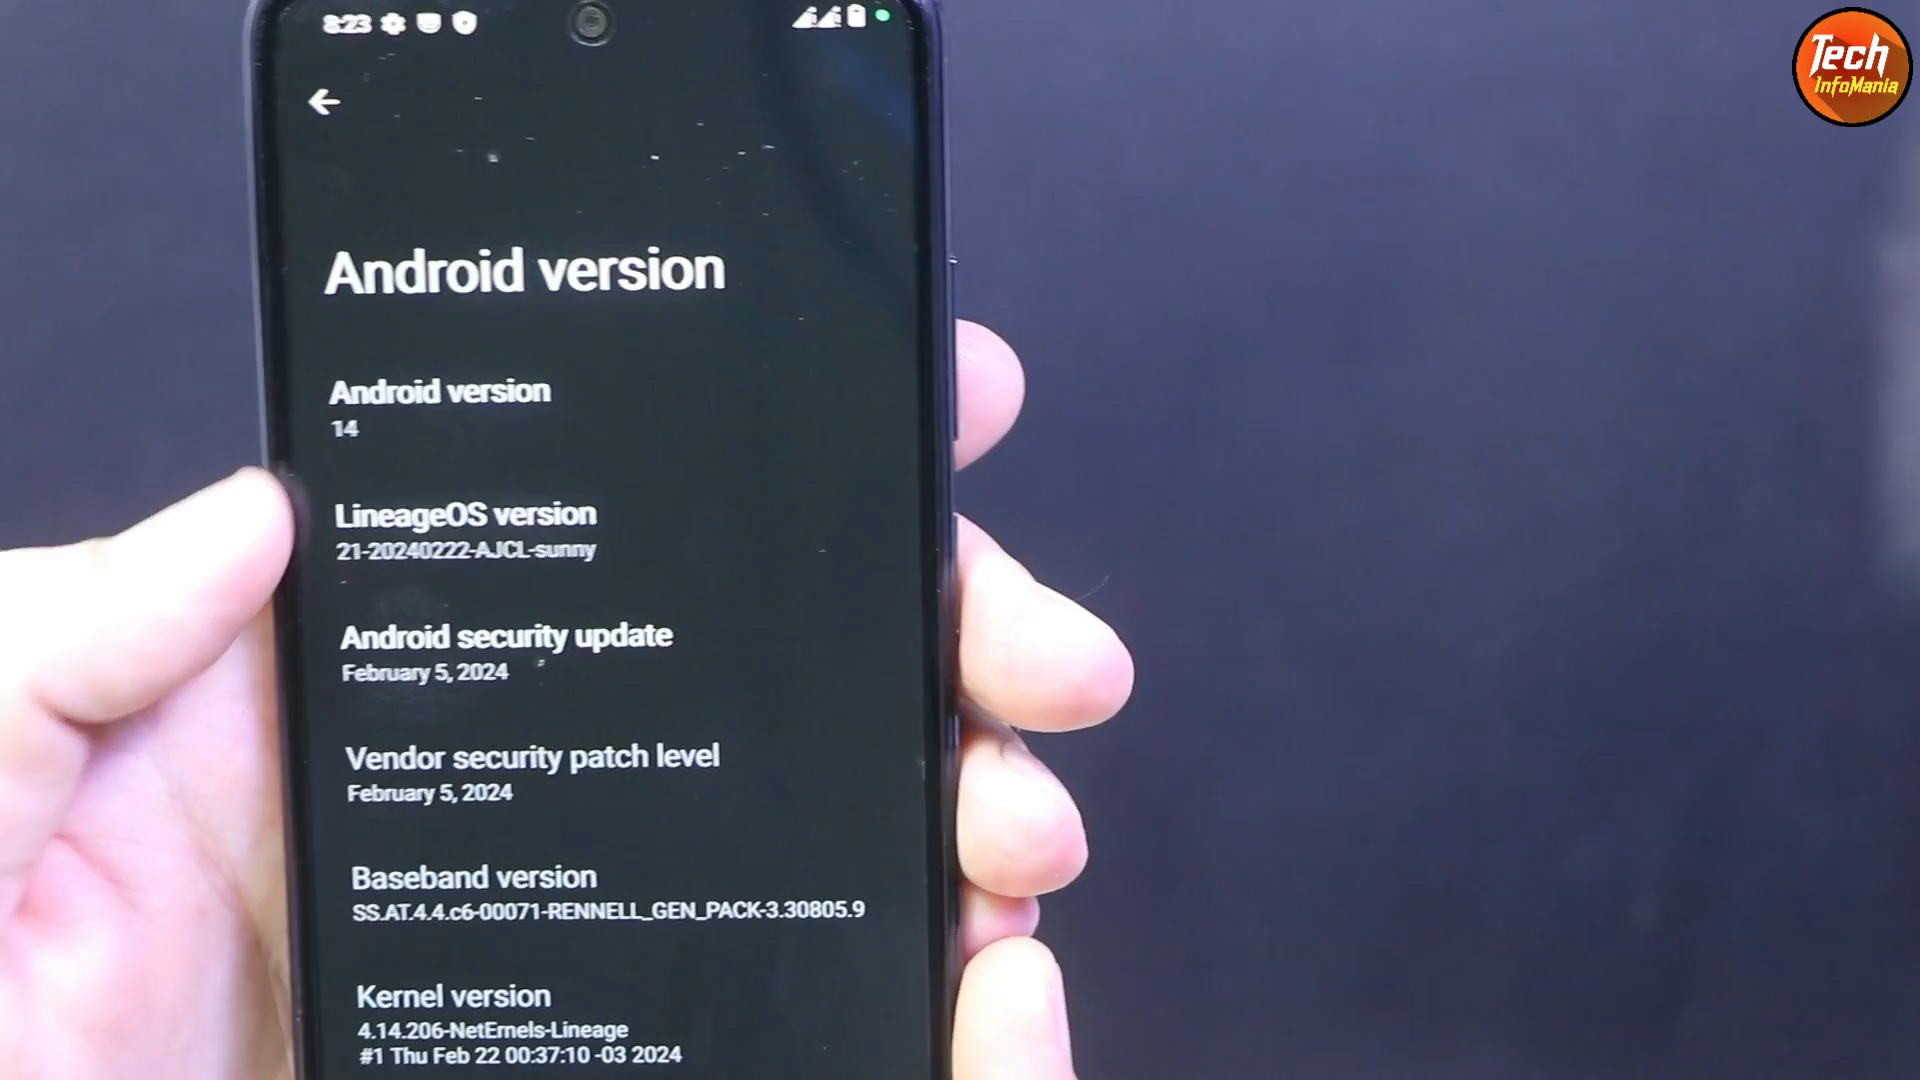 8:23
Tech
InfoMania
Android version
Android version
14
LineageOS version
21-20240222-AJCL-sunny
Android security update
February 5, 2024
Vendor security patch level
February 5, 2024
Baseband version
SS.AT.4.4.c6-00071-RENNELL_GEN_PACK-3.30805.9
Kernel version
4.14.206-NetErnels-Lineage
#1 Thu Feb 22 00:37:10 -03 2024